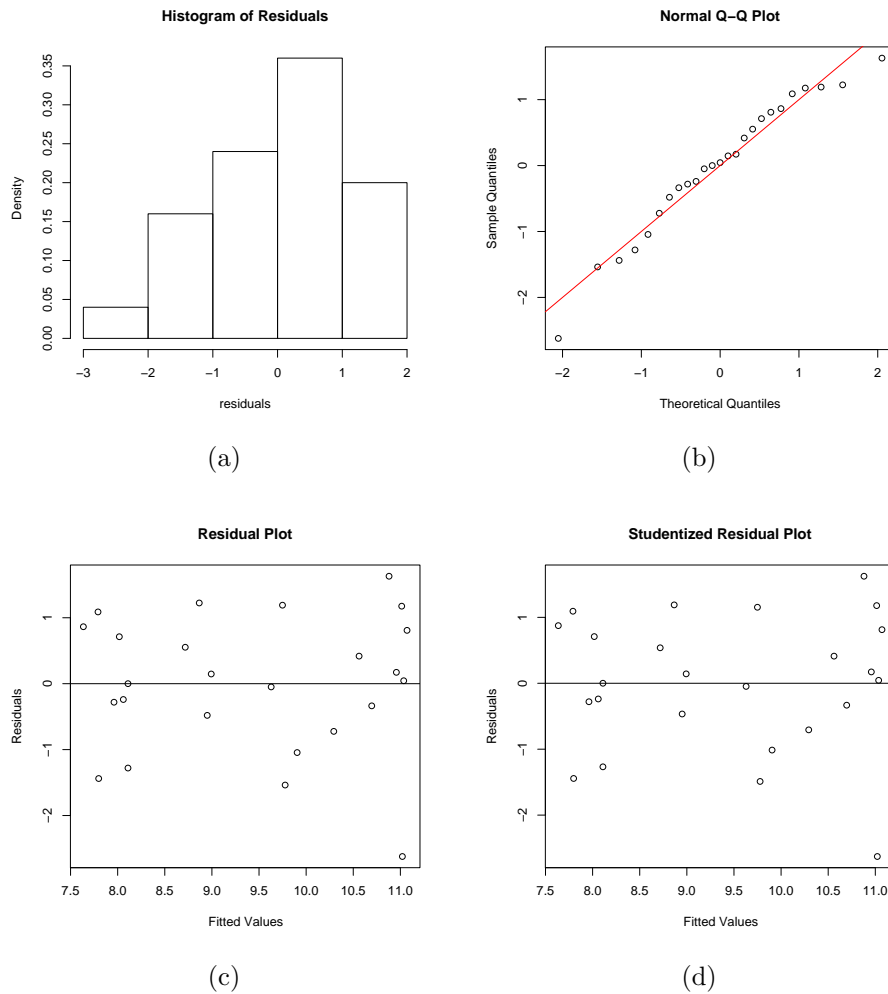 Histogram of Residuals
Density
0.00 0.05 0.10 0.15 0.20 0.25 0.30 0.35
−3 −2 −1 0 1 2
residuals
(a)
Normal Q−Q Plot
Sample Quantiles
−2 −1 0 1
−2 −1 0 1 2
Theoretical Quantiles
(b)
Residual Plot
Residuals
−2 −1 0 1
7.5 8.0 8.5 9.0 9.5 10.0 10.5 11.0
Fitted Values
(c)
Studentized Residual Plot
Residuals
−2 −1 0 1
7.5 8.0 8.5 9.0 9.5 10.0 10.5 11.0
Fitted Values
(d)